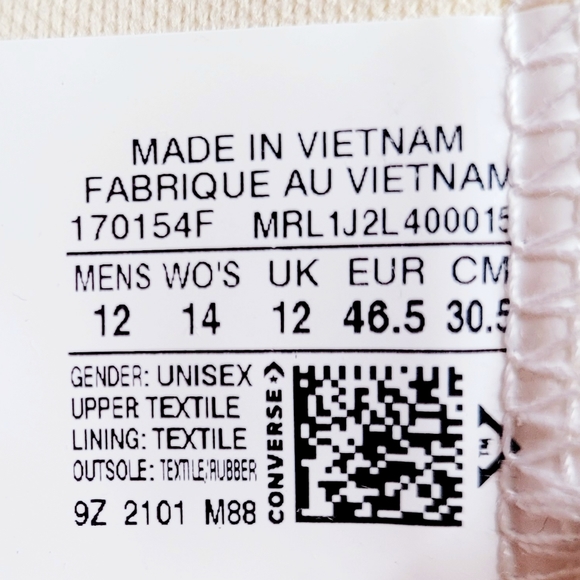 MADE IN VIETNAM
FABRIQUE AU VIETNAM
170154F MRL1J2L400015
MENS WO'S UK EUR CM
12 14 12 46.5 30.5
GENDER: UNISEX
UPPER TEXTILE
LINING: TEXTILE
OUTSOLE: TEXTILE/RUBBER
9Z 2101 M88
CONVERSE
TM